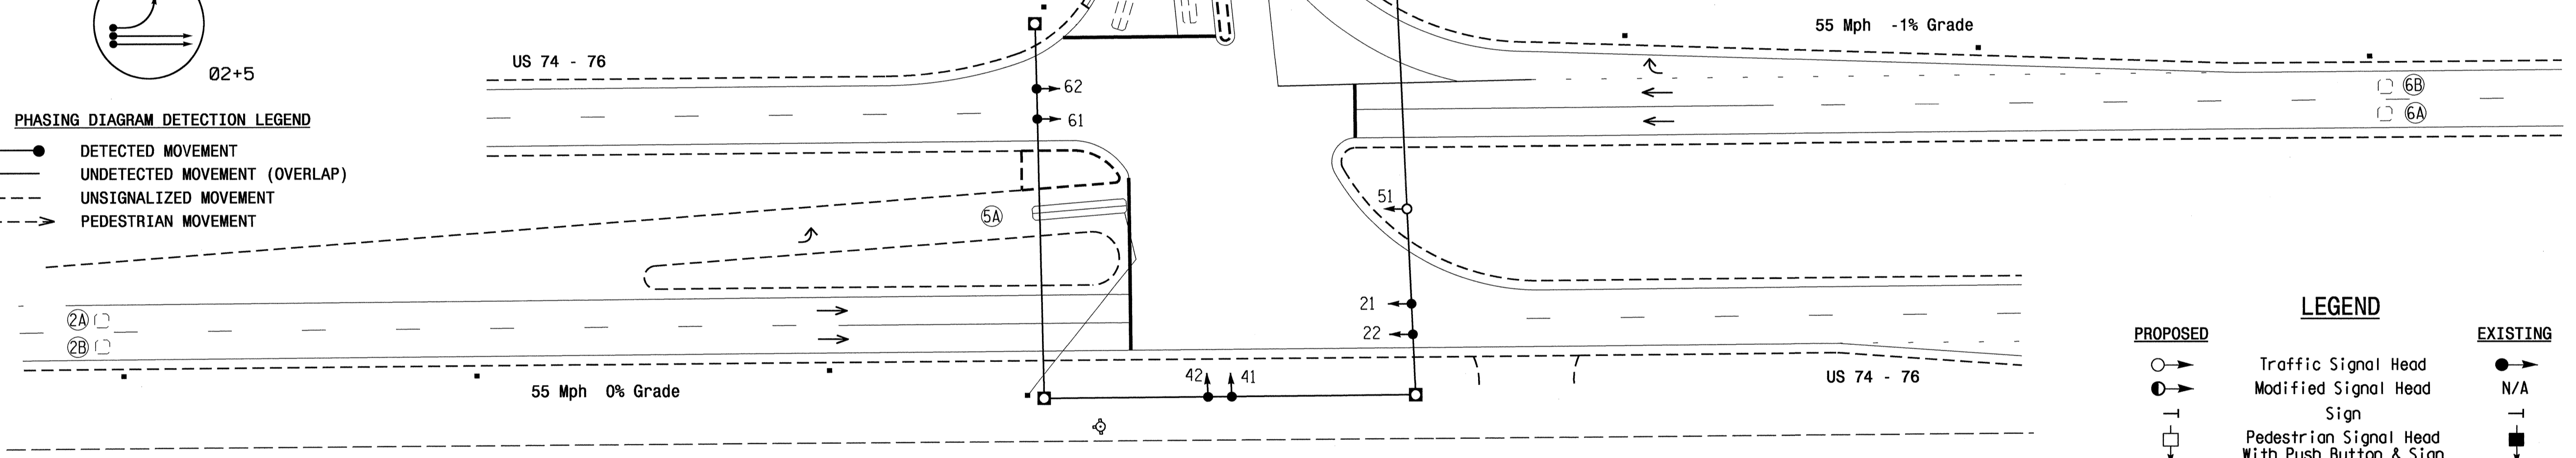 Ø2+5
PHASING DIAGRAM DETECTION LEGEND
DETECTED MOVEMENT
UNDETECTED MOVEMENT (OVERLAP)
UNSIGNALIZED MOVEMENT
PEDESTRIAN MOVEMENT
US 74 - 76
55 Mph -1% Grade
62
61
6B
6A
5A
51
21
22
2A
2B
42
41
55 Mph 0% Grade
US 74 - 76
LEGEND
PROPOSED
EXISTING
Traffic Signal Head
Modified Signal Head
N/A
Sign
Pedestrian Signal Head
With Push Button & Sign